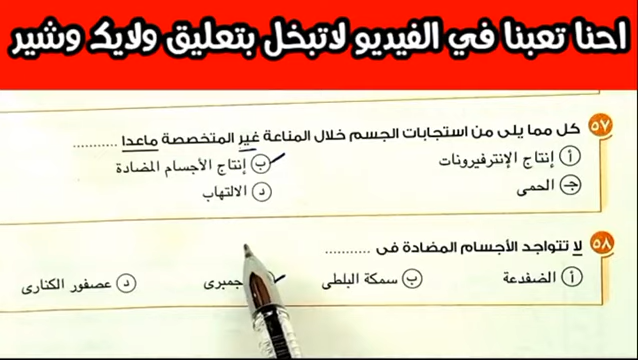 احنا تعبنا في الفيديو لاتبخل بتعليق ولايك وشير
٥٧ كل مما يلى من استجابات الجسم خلال المناعة غير المتخصصة ماعدا ..........
أ إنتاج الإنترفيرونات ب إنتاج الأجسام المضادة
جـ الحمى د الالتهاب
٥٨ لا تتواجد الأجسام المضادة فى ..........
أ الضفدعة ب سمكة البلطى جمبرى د عصفور الكنارى